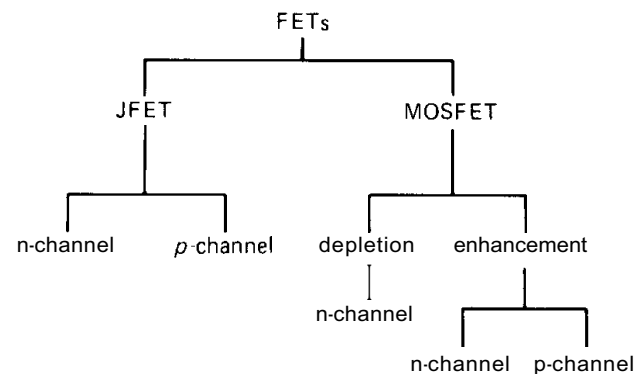 FETs
JFET MOSFET
n-channel p-channel depletion enhancement
n-channel
n-channel p-channel